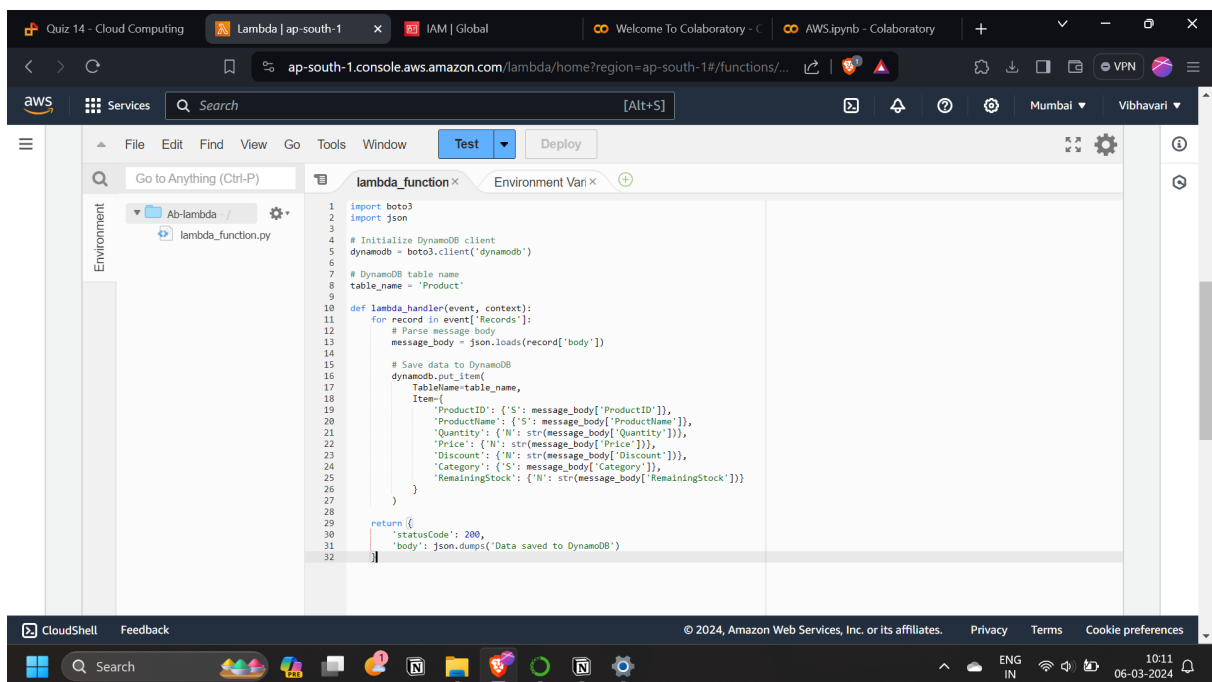 Quiz 14 - Cloud Computing
Lambda | ap-south-1
IAM | Global
Welcome To Colaboratory - C
AWS.ipynb - Colaboratory
ap-south-1.console.aws.amazon.com/lambda/home?region=ap-south-1#/functions/...
VPN
aws
Services
Search
[Alt+S]
Mumbai
Vibhavari
File Edit Find View Go Tools Window
Test
Deploy
Go to Anything (Ctrl-P)
lambda_function
Environment Vari
Environment
Ab-lambda - /
lambda_function.py
1 import boto3
2 import json
3
4 # Initialize DynamoDB client
5 dynamodb = boto3.client('dynamodb')
6
7 # DynamoDB table name
8 table_name = 'Product'
9
10 def lambda_handler(event, context):
11 for record in event['Records']:
12 # Parse message body
13 message_body = json.loads(record['body'])
14
15 # Save data to DynamoDB
16 dynamodb.put_item(
17 TableName=table_name,
18 Item={
19 'ProductID': {'S': message_body['ProductID']},
20 'ProductName': {'S': message_body['ProductName']},
21 'Quantity': {'N': str(message_body['Quantity'])},
22 'Price': {'N': str(message_body['Price'])},
23 'Discount': {'N': str(message_body['Discount'])},
24 'Category': {'S': message_body['Category']},
25 'RemainingStock': {'N': str(message_body['RemainingStock'])}
26 }
27 )
28
29 return {
30 'statusCode': 200,
31 'body': json.dumps('Data saved to DynamoDB')
32 }
CloudShell
Feedback
© 2024, Amazon Web Services, Inc. or its affiliates.
Privacy
Terms
Cookie preferences
Search
PRE
1
ENG
IN
10:11
06-03-2024